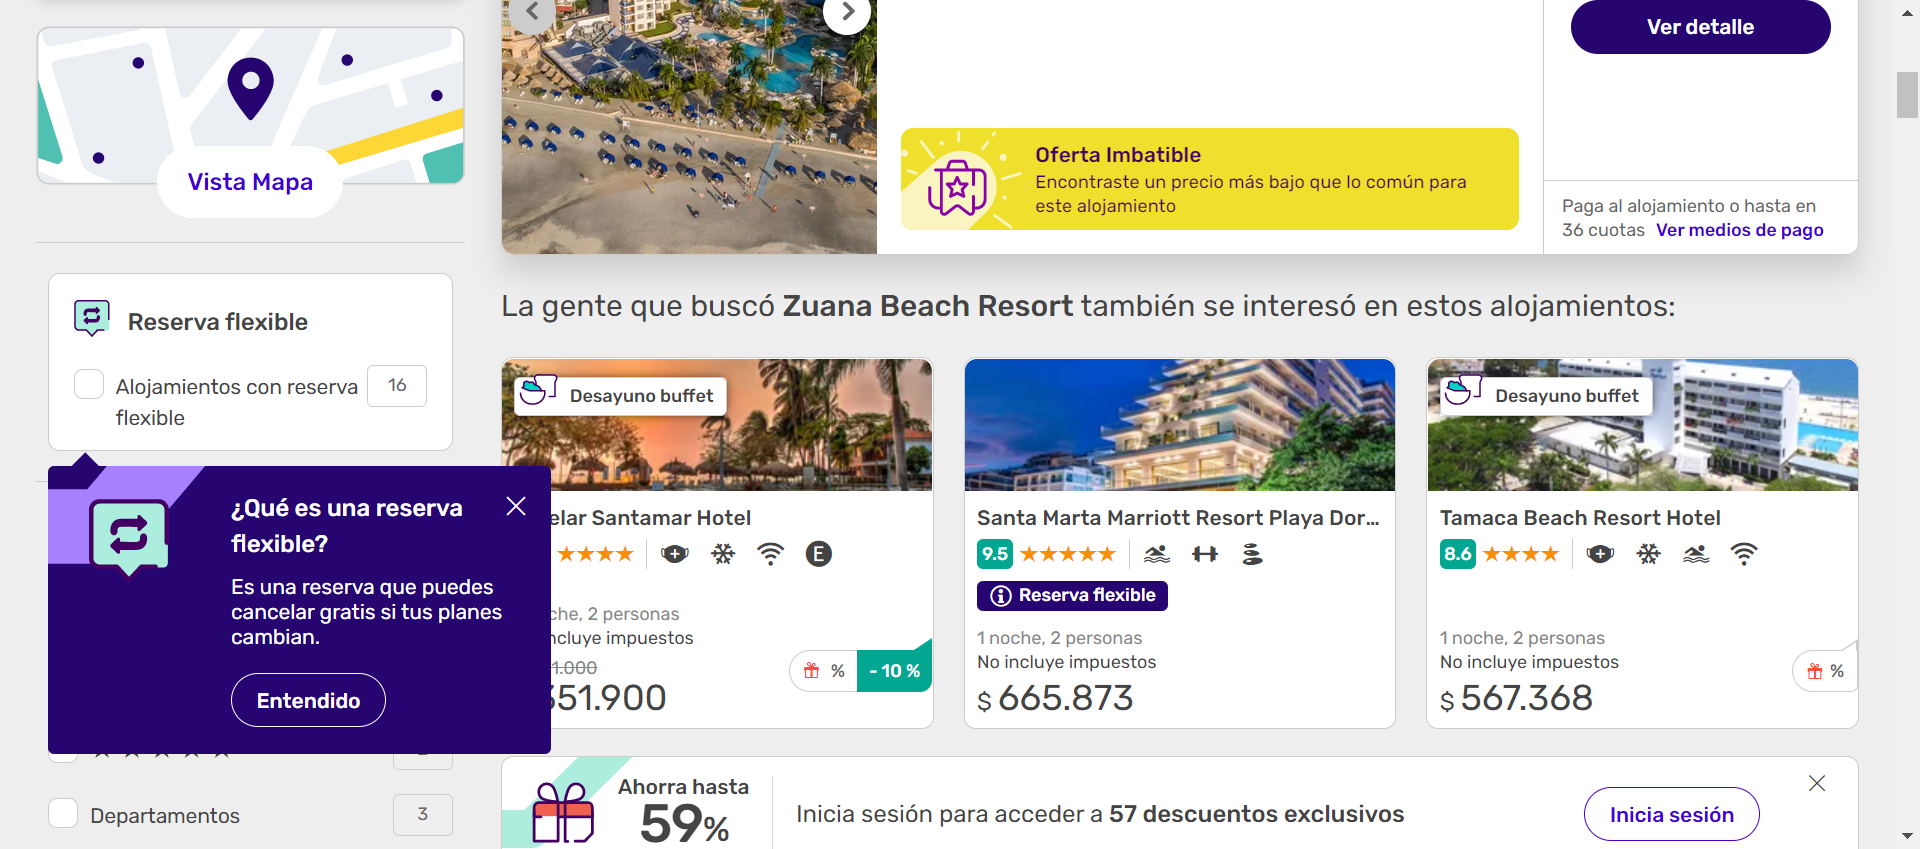 Vista Mapa
Reserva flexible
Alojamientos con reserva
flexible
16
¿Qué es una reserva
flexible?
Es una reserva que puedes
cancelar gratis si tus planes
cambian.
Entendido
Departamentos
3
Ver detalle
Oferta Imbatible
Encontraste un precio más bajo que lo común para
este alojamiento
Paga al alojamiento o hasta en
36 cuotas Ver medios de pago
La gente que buscó Zuana Beach Resort también se interesó en estos alojamientos:
Desayuno buffet
elar Santamar Hotel
E
che, 2 personas
ncluye impuestos
1.000
351.900
%
- 10 %
Santa Marta Marriott Resort Playa Dor...
9.5
Reserva flexible
1 noche, 2 personas
No incluye impuestos
$ 665.873
Desayuno buffet
Tamaca Beach Resort Hotel
8.6
1 noche, 2 personas
No incluye impuestos
$ 567.368
%
Ahorra hasta
59%
Inicia sesión para acceder a 57 descuentos exclusivos
Inicia sesión